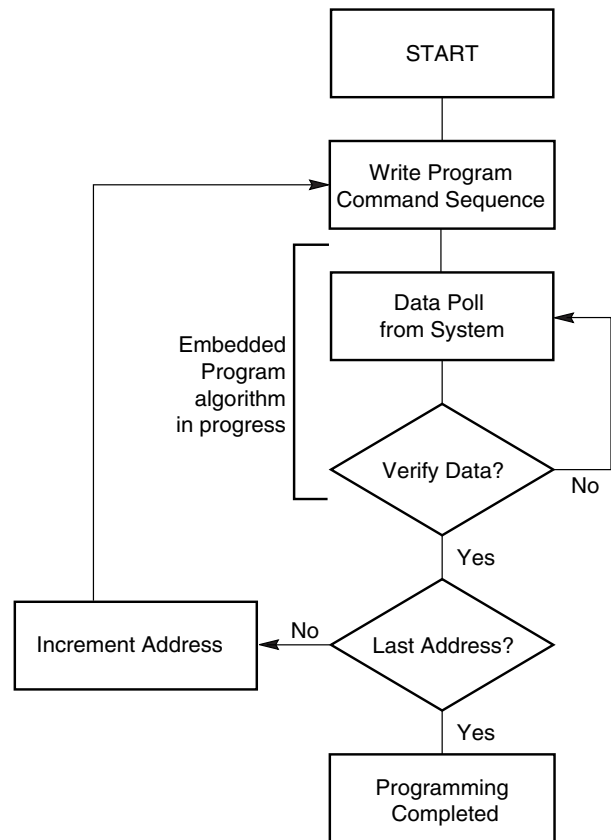 START
Write Program
Command Sequence
Data Poll
from System
Embedded
Program
algorithm
in progress
Verify Data?
No
Yes
Last Address?
No
Increment Address
Yes
Programming
Completed